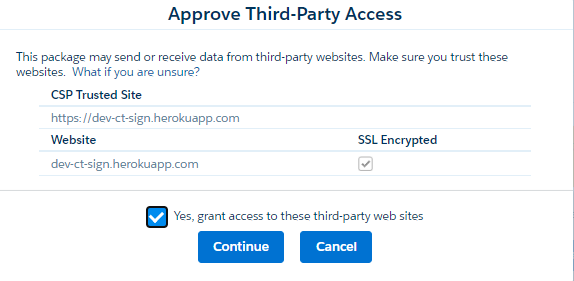 Approve Third-Party Access
This package may send or receive data from third-party websites. Make sure you trust these
websites. What if you are unsure?
CSP Trusted Site
https://dev-ct-sign.herokuapp.com
Website SSL Encrypted
dev-ct-sign.herokuapp.com
Yes, grant access to these third-party web sites
Continue Cancel